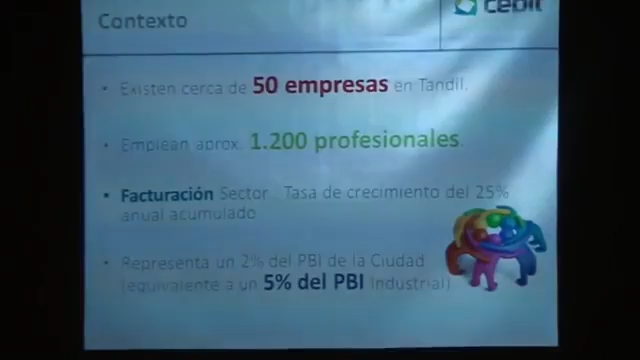 Contexto
cebit
• Existen cerca de 50 empresas en Tandil.
• Emplean aprox. 1.200 profesionales.
• Facturación Sector : Tasa de crecimiento del 25%
anual acumulado
• Representa un 2% del PBI de la Ciudad
(equivalente a un 5% del PBI Industrial)